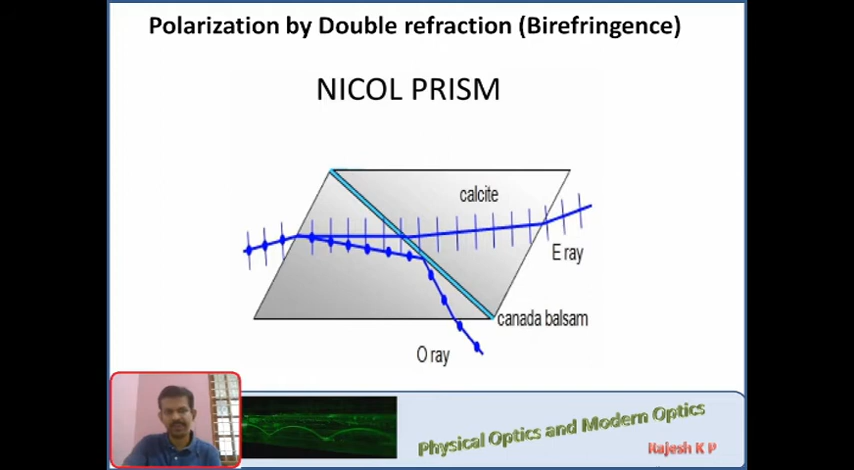 Polarization by Double refraction (Birefringence)
NICOL PRISM
calcite
E ray
canada balsam
O ray
Physical Optics and Modern Optics
Rajesh K P